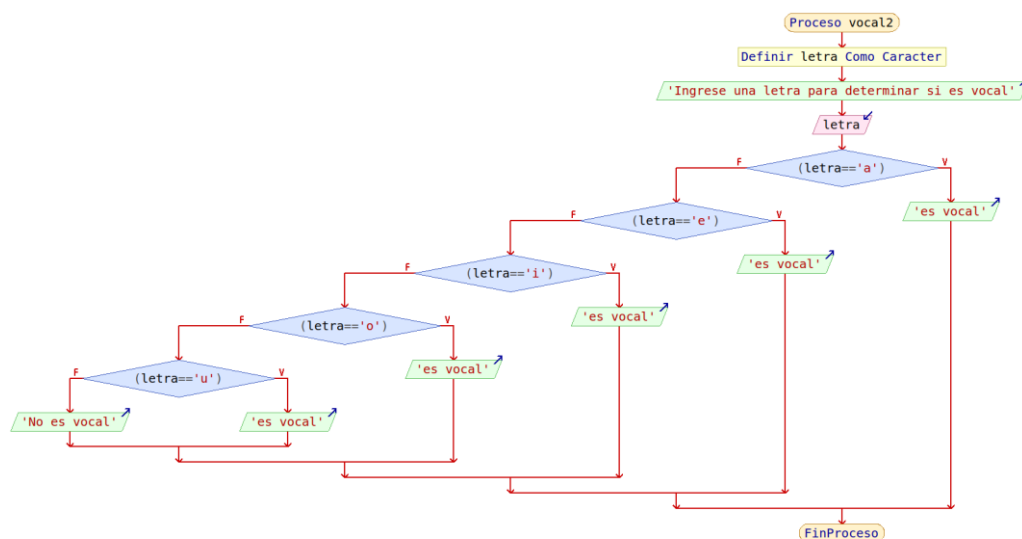 Proceso vocal2
Definir letra Como Caracter
'Ingrese una letra para determinar si es vocal'
letra
(letra=='a')
F
V
'es vocal'
(letra=='e')
F
V
'es vocal'
(letra=='i')
F
V
'es vocal'
(letra=='o')
F
V
'es vocal'
(letra=='u')
F
V
'No es vocal'
'es vocal'
FinProceso